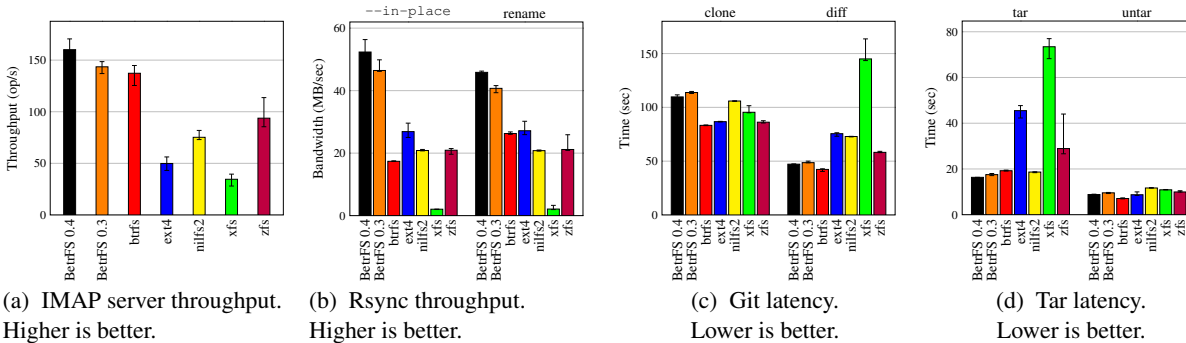 --in-place rename clone diff tar untar
Throughput (op/s)
150
100
50
0
BetrFS 0.4
BetrFS 0.3
btrfs
ext4
nilfs2
xfs
zfs
Bandwidth (MB/sec)
60
40
20
0
BetrFS 0.4
BetrFS 0.3
btrfs
ext4
nilfs2
xfs
zfs
BetrFS 0.4
BetrFS 0.3
btrfs
ext4
nilfs2
xfs
zfs
Time (sec)
150
100
50
0
BetrFS 0.4
BetrFS 0.3
btrfs
ext4
nilfs2
xfs
zfs
BetrFS 0.4
BetrFS 0.3
btrfs
ext4
nilfs2
xfs
zfs
Time (sec)
80
60
40
20
0
BetrFS 0.4
BetrFS 0.3
btrfs
ext4
nilfs2
xfs
zfs
BetrFS 0.4
BetrFS 0.3
btrfs
ext4
nilfs2
xfs
zfs
(a) IMAP server throughput.
Higher is better.
(b) Rsync throughput.
Higher is better.
(c) Git latency.
Lower is better.
(d) Tar latency.
Lower is better.